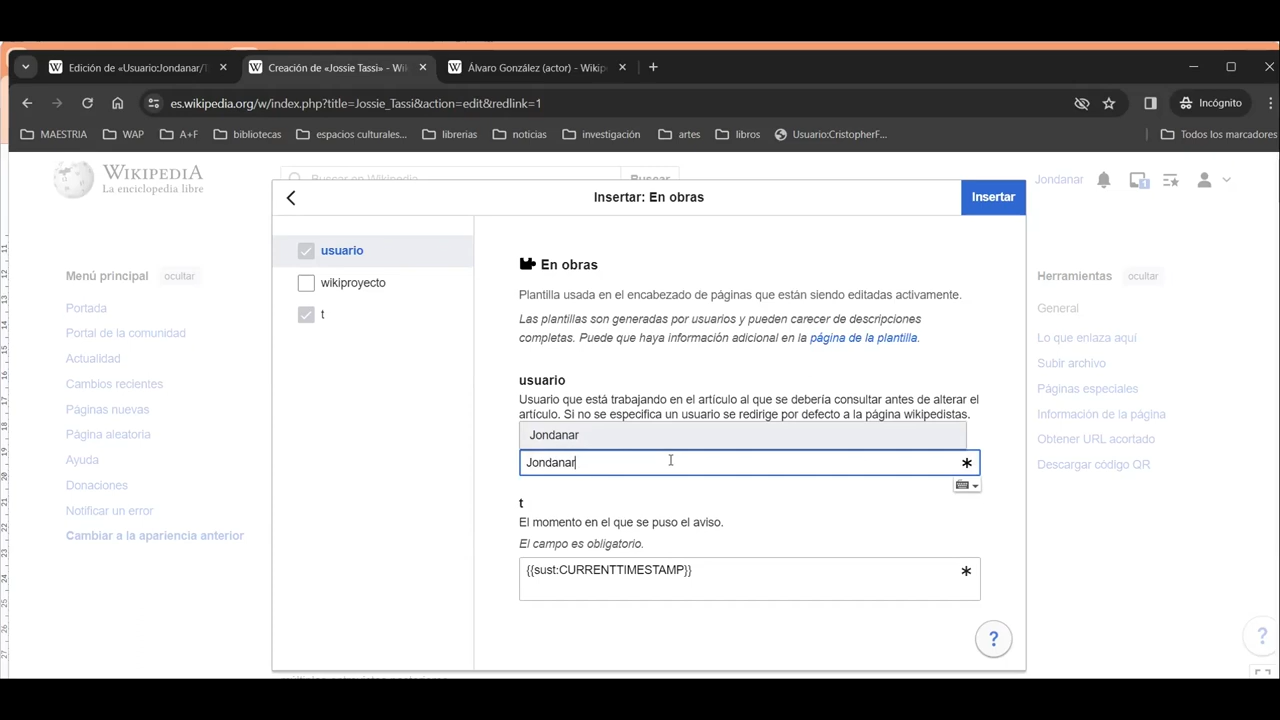 Edición de «Usuario:Jondanar/
Creación de «Jossie Tassi» - Wi
Álvaro González (actor) - Wikip
es.wikipedia.org/w/index.php?title=Jossie_Tassi&action=edit&redlink=1
Incógnito
MAESTRIA
WAP
A+F
bibliotecas
espacios culturales...
librerias
noticias
investigación
artes
libros
Usuario:CristopherF...
Todos los marcadores
WIKIPEDIA
La enciclopedia libre
Buscar en Wikipedia
Buscar
Jondanar
1
Insertar: En obras
Insertar
usuario
wikiproyecto
t
En obras
Plantilla usada en el encabezado de páginas que están siendo editadas activamente.
Las plantillas son generadas por usuarios y pueden carecer de descripciones
completas. Puede que haya información adicional en la página de la plantilla.
usuario
Usuario que está trabajando en el artículo al que se debería consultar antes de alterar el
artículo. Si no se especifica un usuario se redirige por defecto a la página wikipedistas.
Jondanar
Jondanar
t
El momento en el que se puso el aviso.
El campo es obligatorio.
{{sust:CURRENTTIMESTAMP}}
?
Menú principal
ocultar
Portada
Portal de la comunidad
Actualidad
Cambios recientes
Páginas nuevas
Página aleatoria
Ayuda
Donaciones
Notificar un error
Cambiar a la apariencia anterior
Herramientas
ocultar
General
Lo que enlaza aquí
Subir archivo
Páginas especiales
Información de la página
Obtener URL acortado
Descargar código QR
?